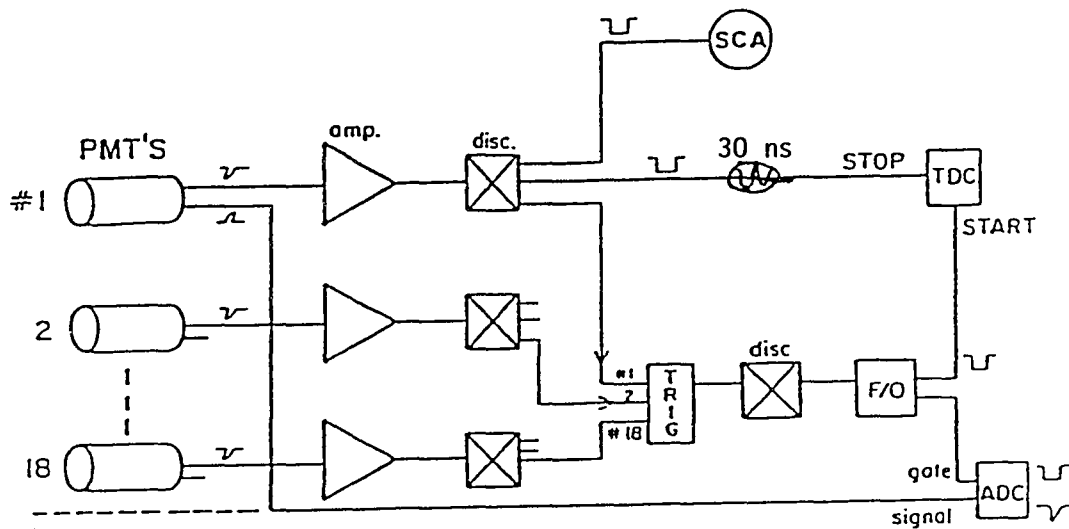 SCA
amp.
disc.
PMT'S
30 ns
STOP
TDC
#1
START
2
disc
#1
TRIG
2
F/O
#18
18
gate
ADC
signal